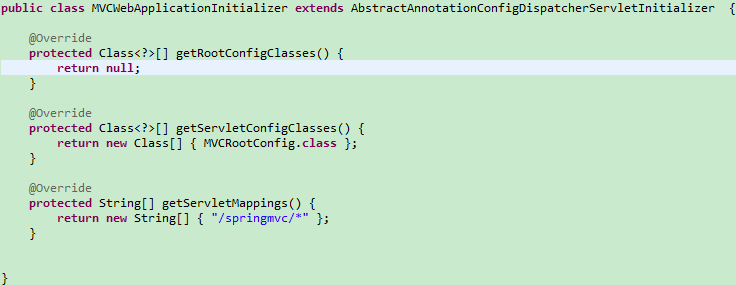 public class MVCWebApplicationInitializer extends AbstractAnnotationConfigDispatcherServletInitializer {
@Override
protected Class<?>[] getRootConfigClasses() {
return null;
}
@Override
protected Class<?>[] getServletConfigClasses() {
return new Class[] { MVCRootConfig.class };
}
@Override
protected String[] getServletMappings() {
return new String[] { "/springmvc/*" };
}
}